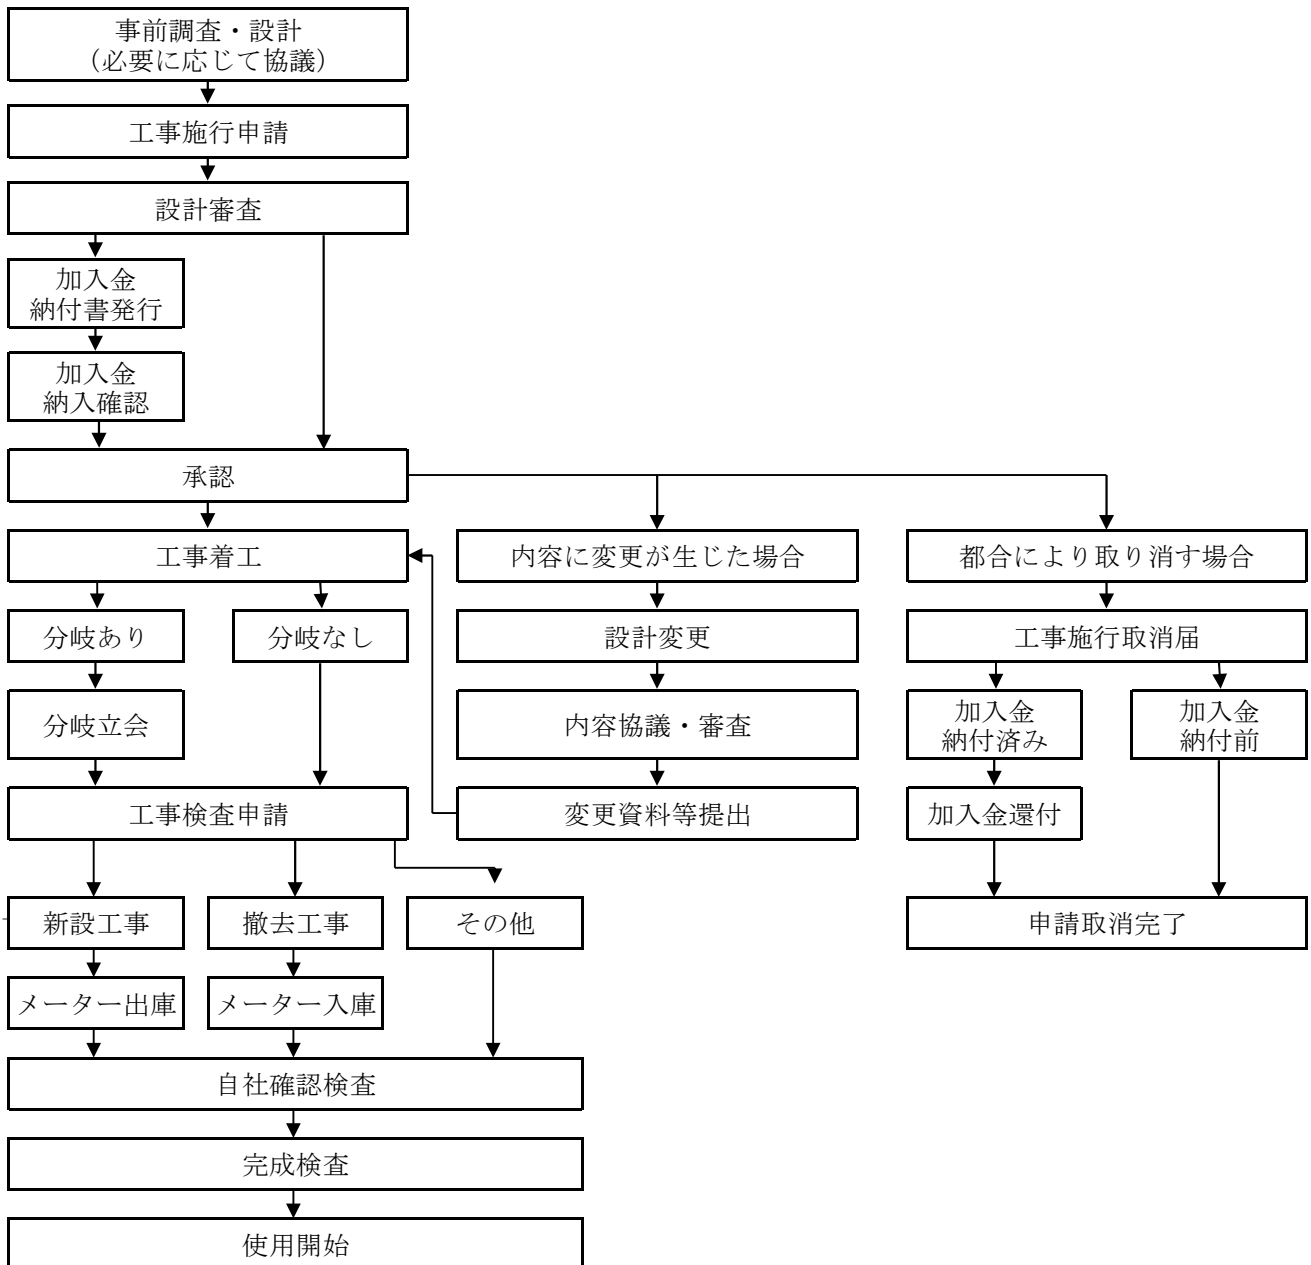 事前調査・設計
（必要に応じて協議）
工事施行申請
設計審査
加入金
納付書発行
加入金
納入確認
承認
工事着工
内容に変更が生じた場合
都合により取り消す場合
分岐あり
分岐なし
設計変更
工事施行取消届
分岐立会
内容協議・審査
加入金
納付済み
加入金
納付前
工事検査申請
変更資料等提出
加入金還付
新設工事
撤去工事
その他
申請取消完了
メーター出庫
メーター入庫
自社確認検査
完成検査
使用開始